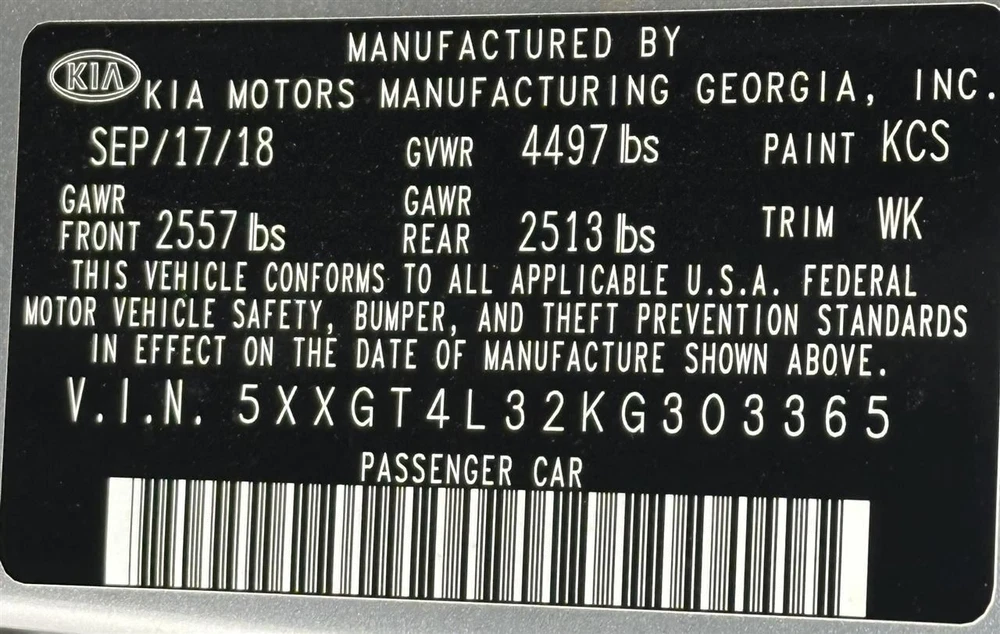 MANUFACTURED BY
KIA KIA MOTORS MANUFACTURING GEORGIA, INC.
SEP/17/18 GVWR 4497 lbs PAINT KCS
GAWR FRONT 2557 lbs GAWR REAR 2513 lbs TRIM WK
THIS VEHICLE CONFORMS TO ALL APPLICABLE U.S.A. FEDERAL
MOTOR VEHICLE SAFETY, BUMPER, AND THEFT PREVENTION STANDARDS
IN EFFECT ON THE DATE OF MANUFACTURE SHOWN ABOVE.
V.I.N. 5XXGT4L32KG303365
PASSENGER CAR